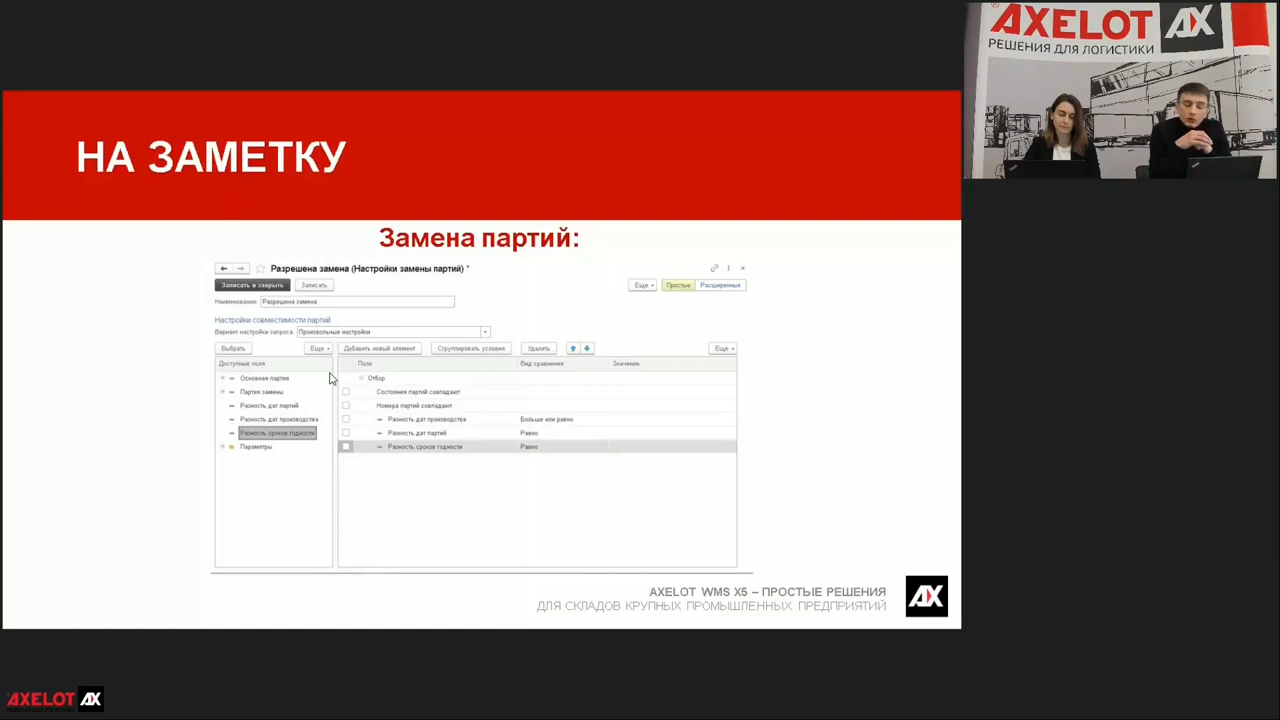 НА ЗАМЕТКУ
Замена партий:
Разрешена замена (Настройки замены партий) *
Записать и закрыть
Записать
Еще
Простые
Расширенные
Наименование:
Разрешена замена
Настройки совместимости партий
Вариант настройки запроса:
Произвольные настройки
Выбрать
Еще
Добавить новый элемент
Сгруппировать условия
Удалить
Еще
Доступные поля
Основная партия
Партия замены
Разность дат партий
Разность дат производства
Разность сроков годности
Параметры
Поле
Вид сравнения
Значение
Отбор
Состояния партий совпадают
Номера партий совпадают
Разность дат производства
Больше или равно
Разность дат партий
Равно
Разность сроков годности
Равно
AXELOT WMS X5 – ПРОСТЫЕ РЕШЕНИЯ
ДЛЯ СКЛАДОВ КРУПНЫХ ПРОМЫШЛЕННЫХ ПРЕДПРИЯТИЙ
AX
AXELOT AX
РЕШЕНИЯ ДЛЯ ЛОГИСТИКИ
AXELOT AX
РЕШЕНИЯ ДЛЯ ЛОГИСТИКИ